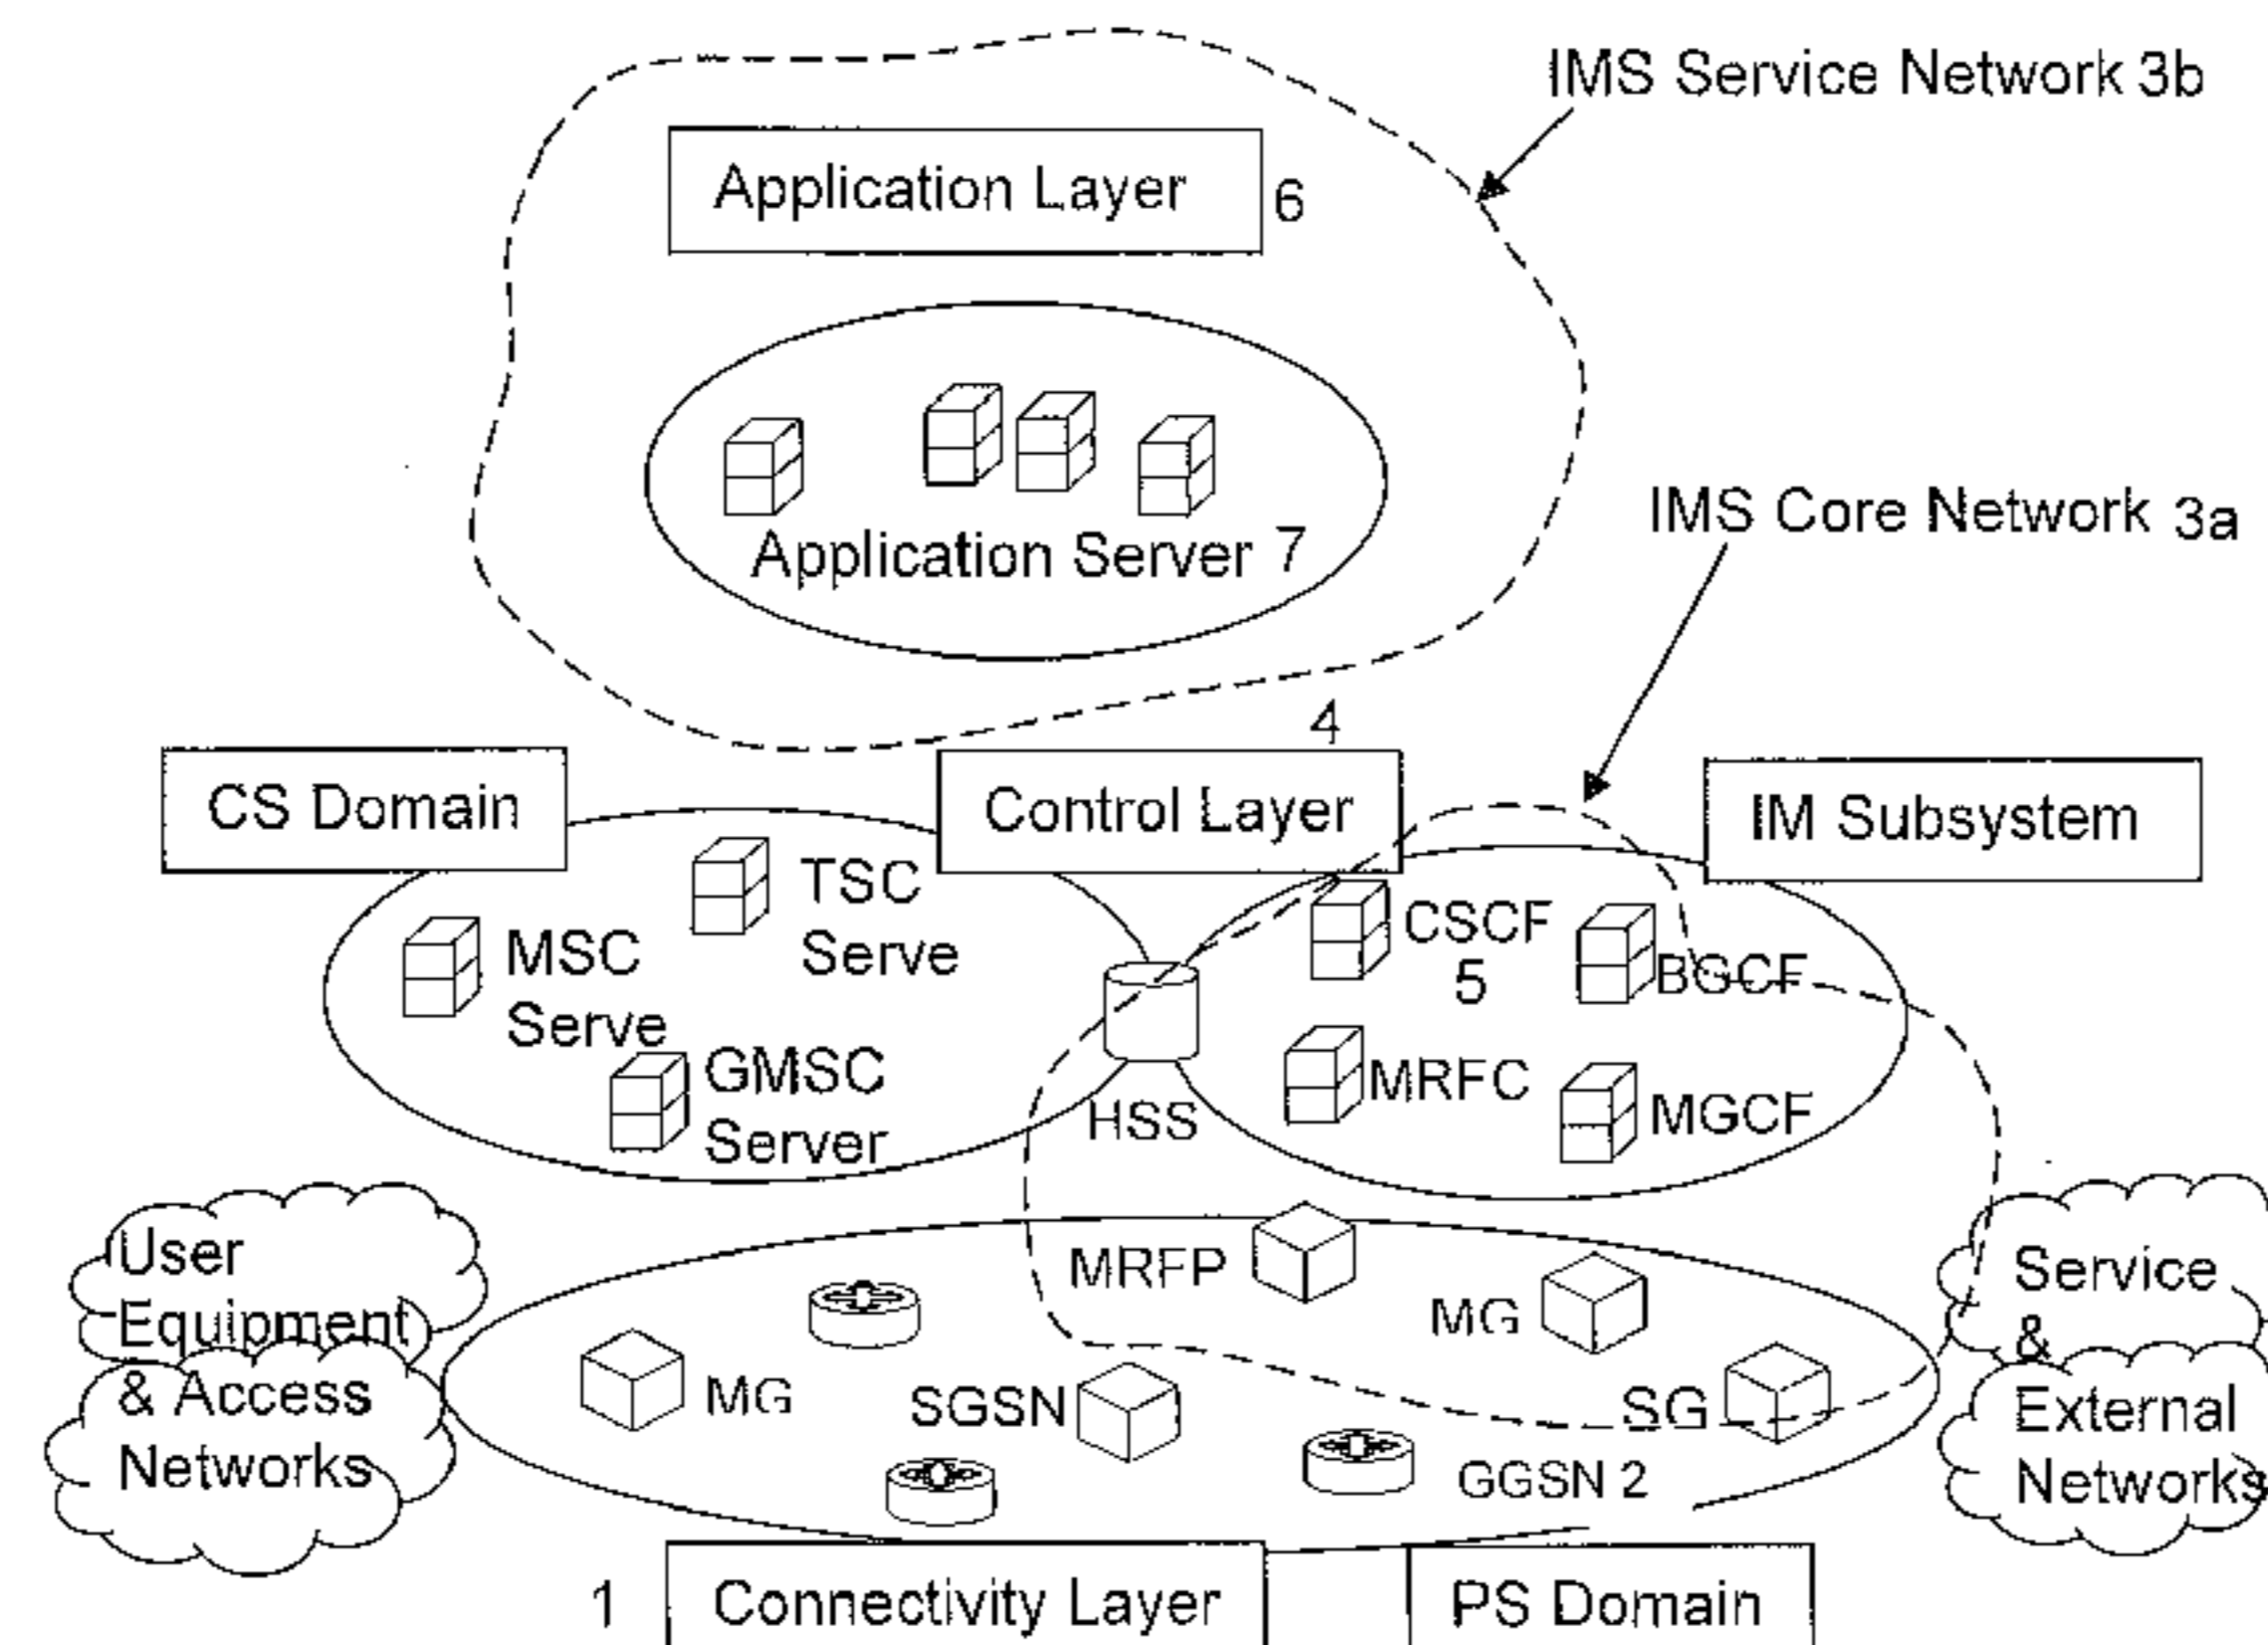 IMS Service Network 3b
Application Layer 6
IMS Core Network 3a
Application Server 7
4
CS Domain
Control Layer
IM Subsystem
TSC
Serve
MSC
Serve
GMSC
Server
HSS
CSCF
5
BGCF
MRFC
MGCF
User
Equipment
& Access
Networks
MRFP
MG
MG
SGSN
SG
GGSN 2
Service
&
External
Networks
1 Connectivity Layer
PS Domain